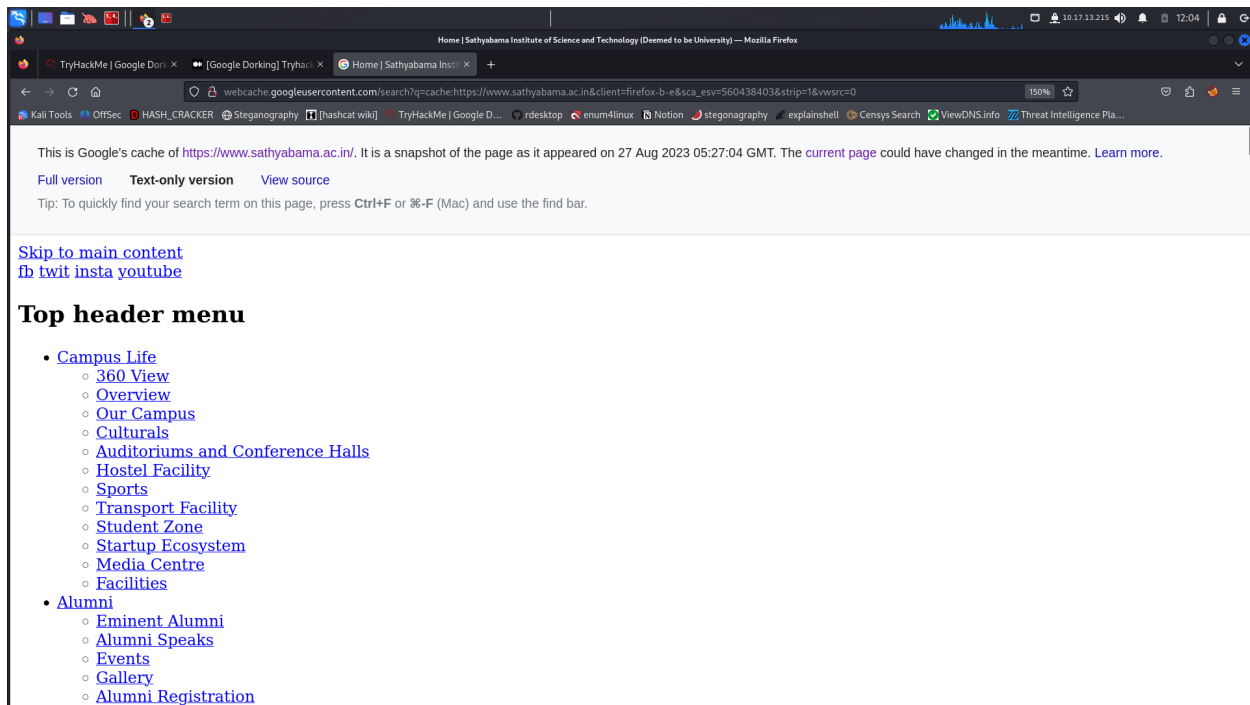 2
10.17.13.215
12:04
Home | Sathyabama Institute of Science and Technology (Deemed to be University) — Mozilla Firefox
TryHackMe | Google Dork
[Google Dorking] Tryhack
Home | Sathyabama Instit
webcache.googleusercontent.com/search?q=cache:https://www.sathyabama.ac.in&client=firefox-b-e&sca_esv=560438403&strip=1&vwsrc=0
150%
Kali Tools OffSec HASH_CRACKER Steganography [hashcat wiki] TryHackMe | Google D... rdesktop enum4linux Notion stegonagraphy explainshell Censys Search ViewDNS.info Threat Intelligence Pla...
This is Google's cache of https://www.sathyabama.ac.in/. It is a snapshot of the page as it appeared on 27 Aug 2023 05:27:04 GMT. The current page could have changed in the meantime. Learn more.
Full version Text-only version View source
Tip: To quickly find your search term on this page, press Ctrl+F or ⌘-F (Mac) and use the find bar.
Skip to main content
fb twit insta youtube
Top header menu
Campus Life
360 View
Overview
Our Campus
Culturals
Auditoriums and Conference Halls
Hostel Facility
Sports
Transport Facility
Student Zone
Startup Ecosystem
Media Centre
Facilities
Alumni
Eminent Alumni
Alumni Speaks
Events
Gallery
Alumni Registration